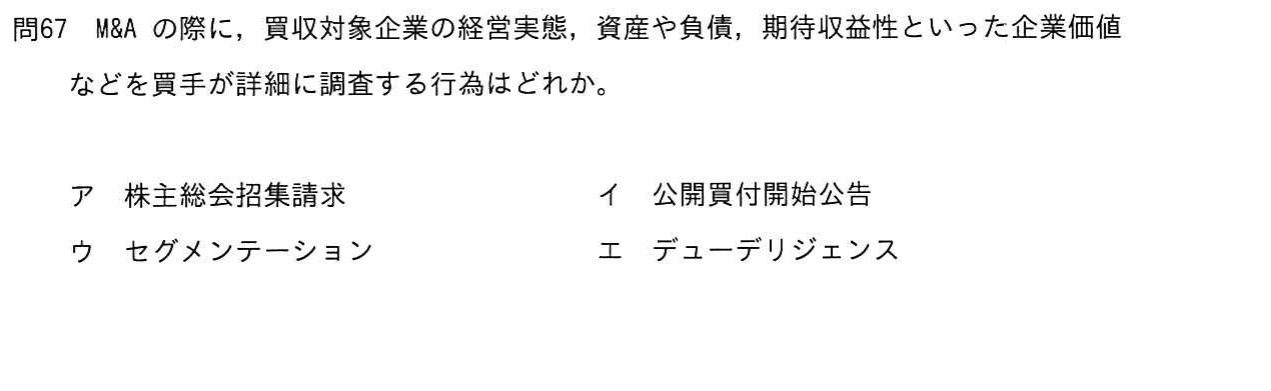 問67　M&A の際に，買収対象企業の経営実態，資産や負債，期待収益性といった企業価値
などを買手が詳細に調査する行為はどれか。
ア　株主総会招集請求　イ　公開買付開始公告
ウ　セグメンテーション　エ　デューデリジェンス